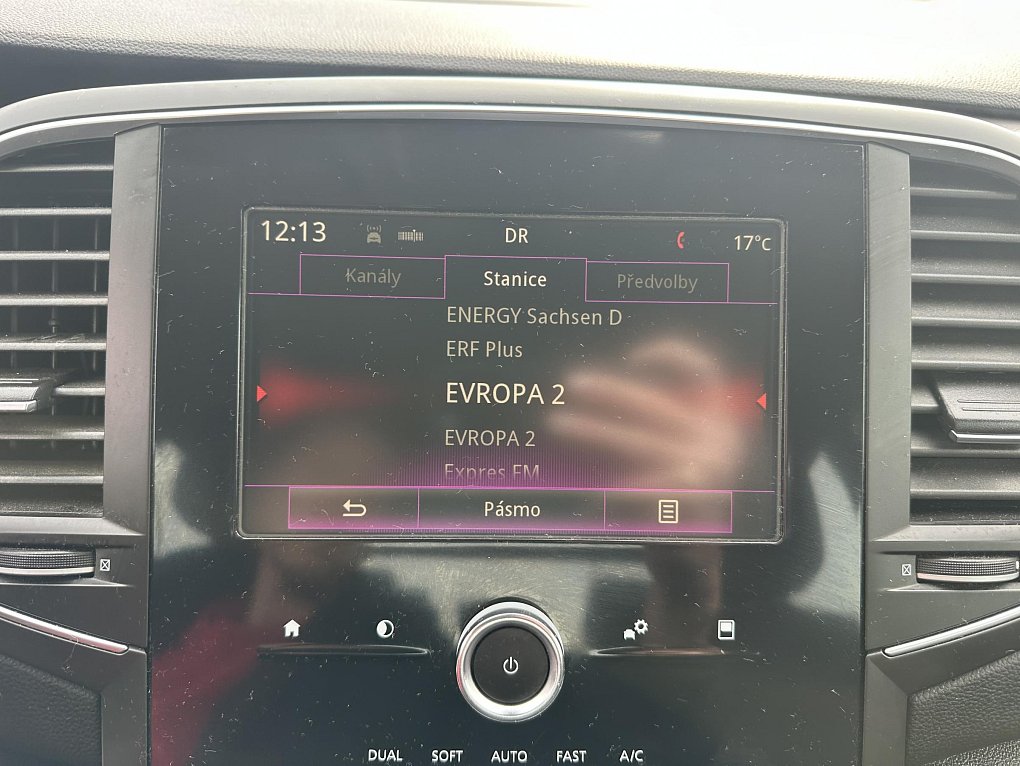 12:13 DR 17°C
Kanály Stanice Předvolby
ENERGY Sachsen D
ERF Plus
EVROPA 2
EVROPA 2
Expres FM
Pásmo
DUAL SOFT AUTO FAST A/C